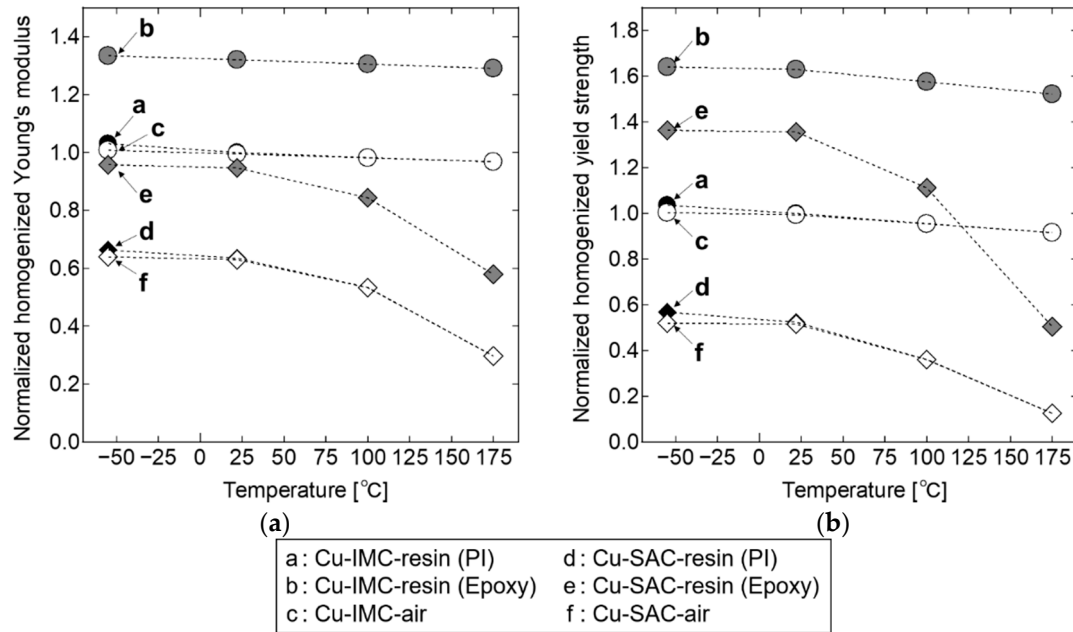 Normalized homogenized Young's modulus
1.4
1.2
1.0
0.8
0.6
0.4
0.2
0.0
b
a
c
e
d
f
−50 −25 0 25 50 75 100 125 150 175
Temperature [°C]
(a)
Normalized homogenized yield strength
1.8
1.6
1.4
1.2
1.0
0.8
0.6
0.4
0.2
0.0
b
e
a
c
d
f
−50 −25 0 25 50 75 100 125 150 175
Temperature [°C]
(b)
a : Cu-IMC-resin (PI) d : Cu-SAC-resin (PI)
b : Cu-IMC-resin (Epoxy) e : Cu-SAC-resin (Epoxy)
c : Cu-IMC-air f : Cu-SAC-air